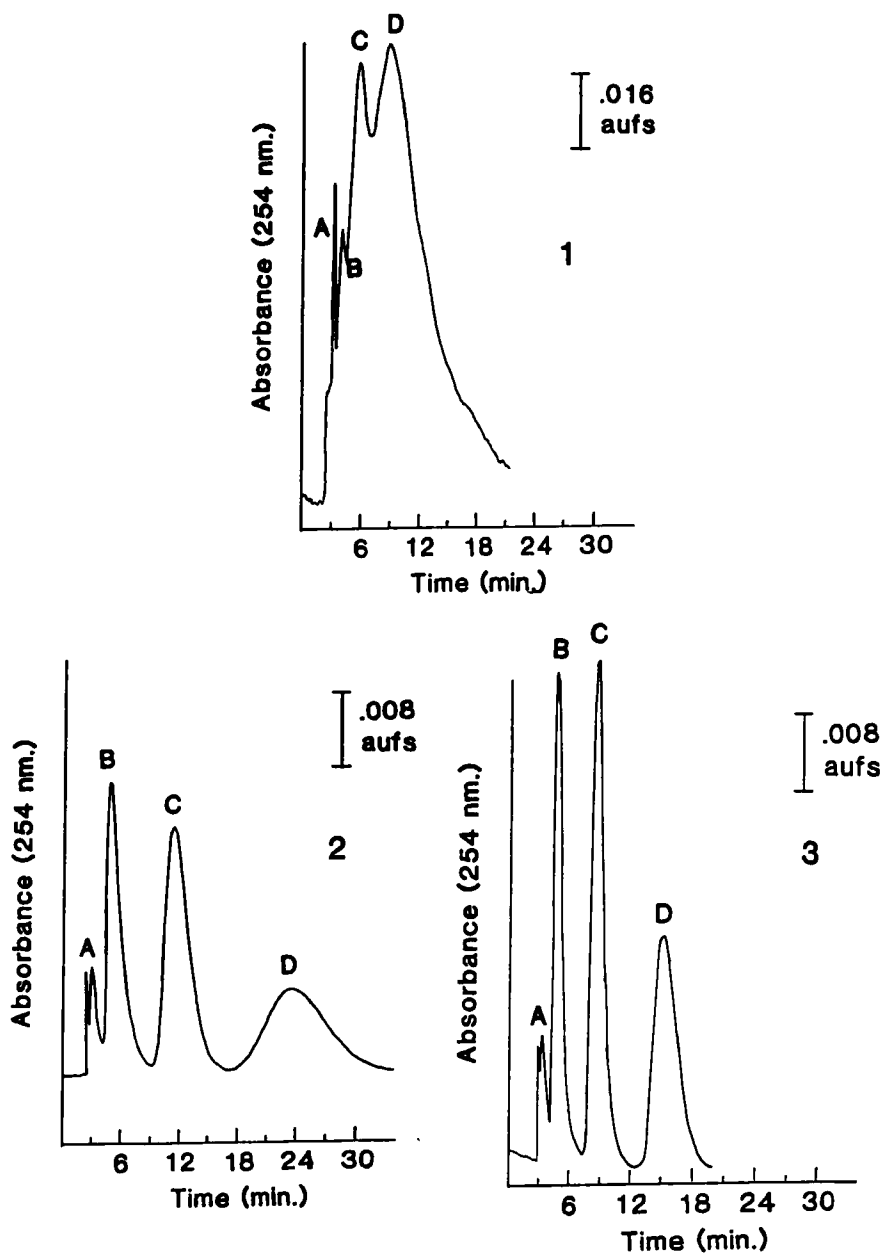 C
D
.016
aufs
A
B
1
Absorbance (254 nm.)
6 12 18 24 30
Time (min.)
B
C
A
D
.008
aufs
2
Absorbance (254 nm.)
6 12 18 24 30
Time (min.)
B
C
A
D
.008
aufs
3
Absorbance (254 nm.)
6 12 18 24 30
Time (min.)